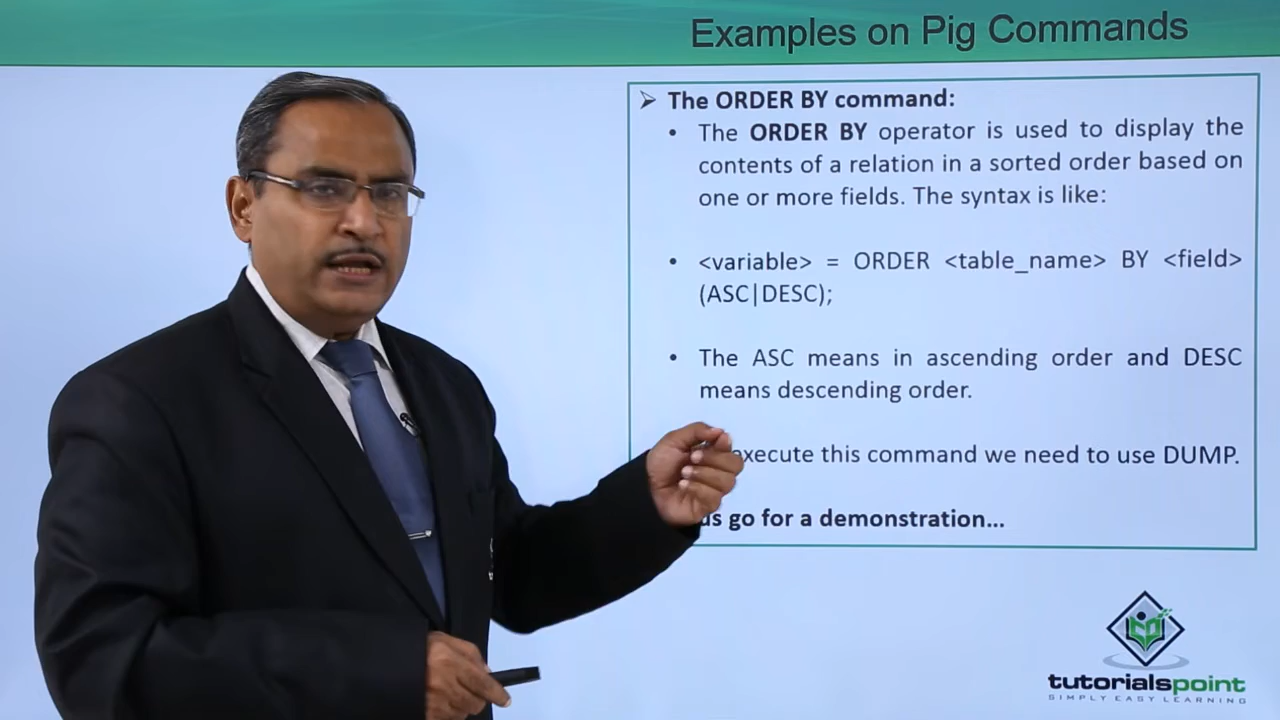 Examples on Pig Commands
➢ The ORDER BY command:
• The ORDER BY operator is used to display the
contents of a relation in a sorted order based on
one or more fields. The syntax is like:
• <variable> = ORDER <table_name> BY <field>
(ASC|DESC);
• The ASC means in ascending order and DESC
means descending order.
execute this command we need to use DUMP.
us go for a demonstration...
tutorialspoint
SIMPLY EASY LEARNING